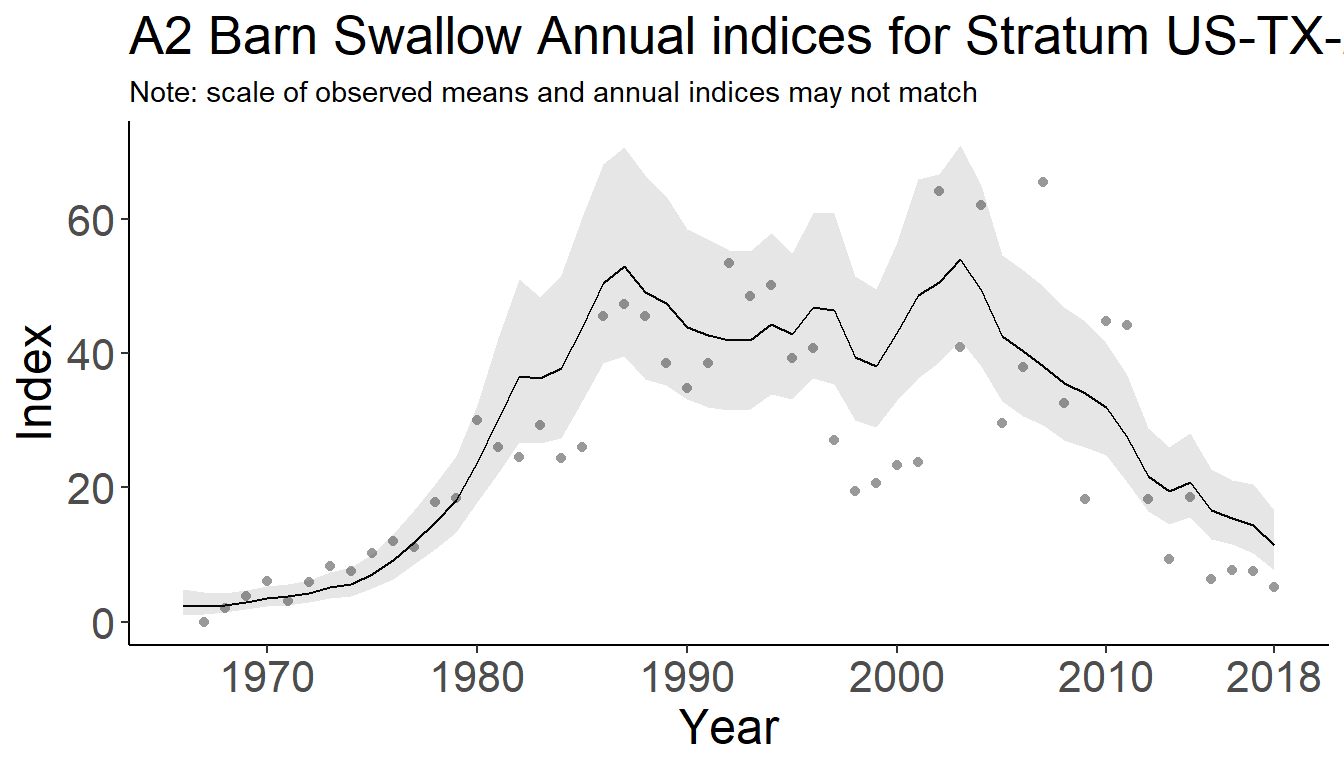 A2 Barn Swallow Annual indices for Stratum US-TX-
Note: scale of observed means and annual indices may not match
Index
60
40
20
0
1970 1980 1990 2000 2010 2018
Year